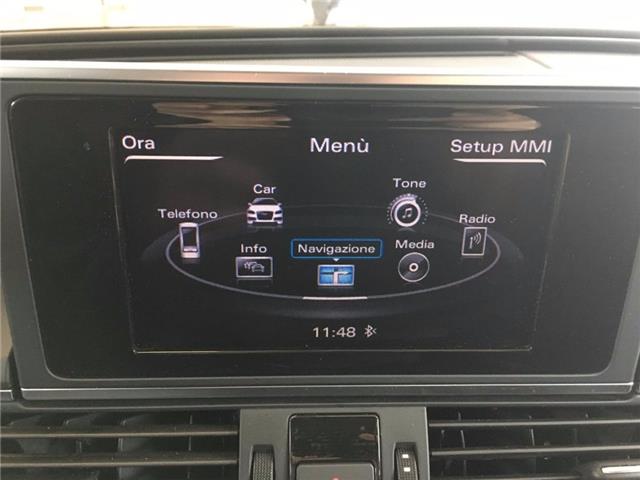 Ora Menù Setup MMI
Car Tone
Telefono Radio
Info Navigazione Media
11:48